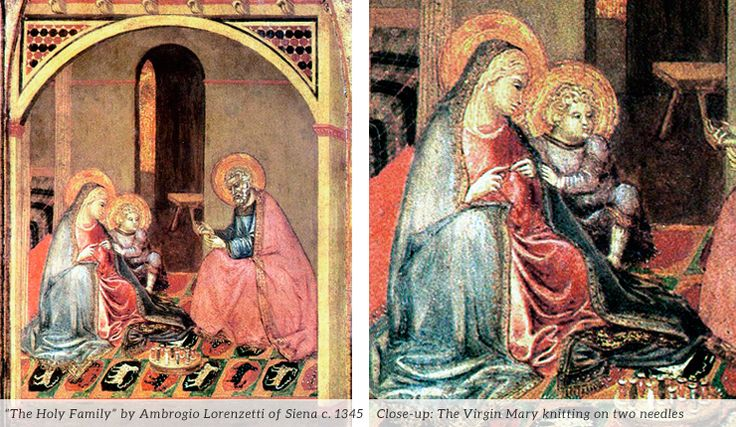 "The Holy Family" by Ambrogio Lorenzetti of Siena c. 1345
Close-up: The Virgin Mary knitting on two needles